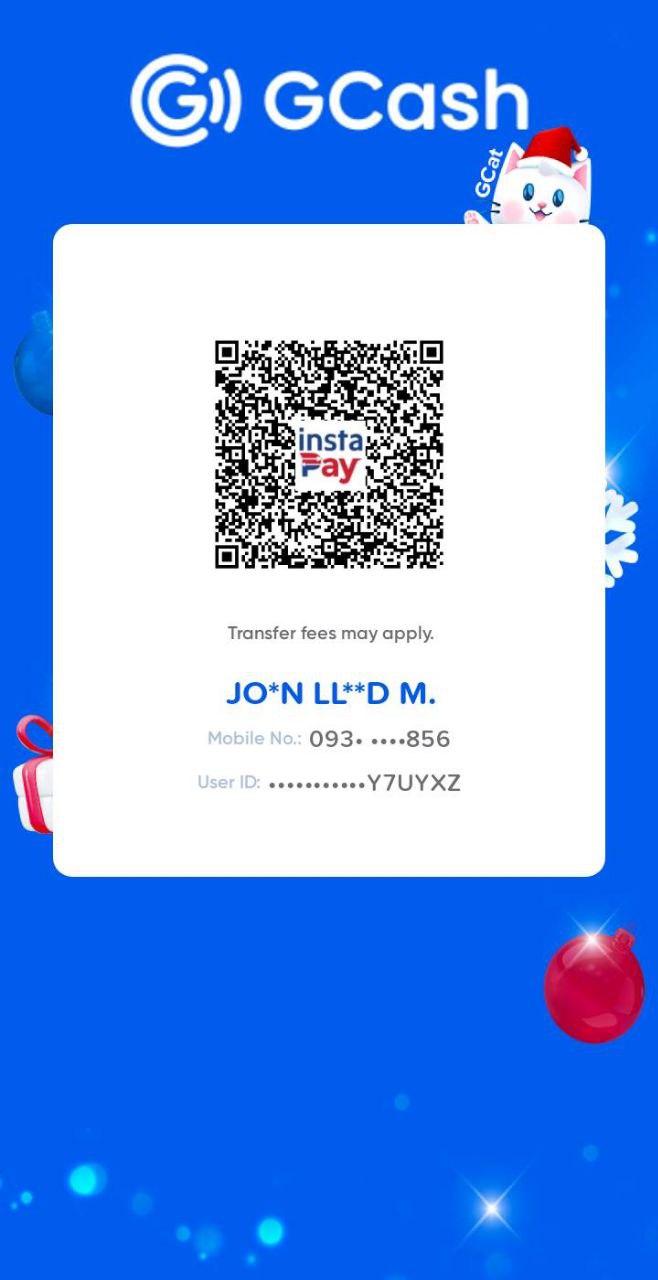 GCash
GCat
insta
Pay
Transfer fees may apply.
JO*N LL**D M.
Mobile No.: 093• ••••856
User ID: •••••••••••Y7UYXZ